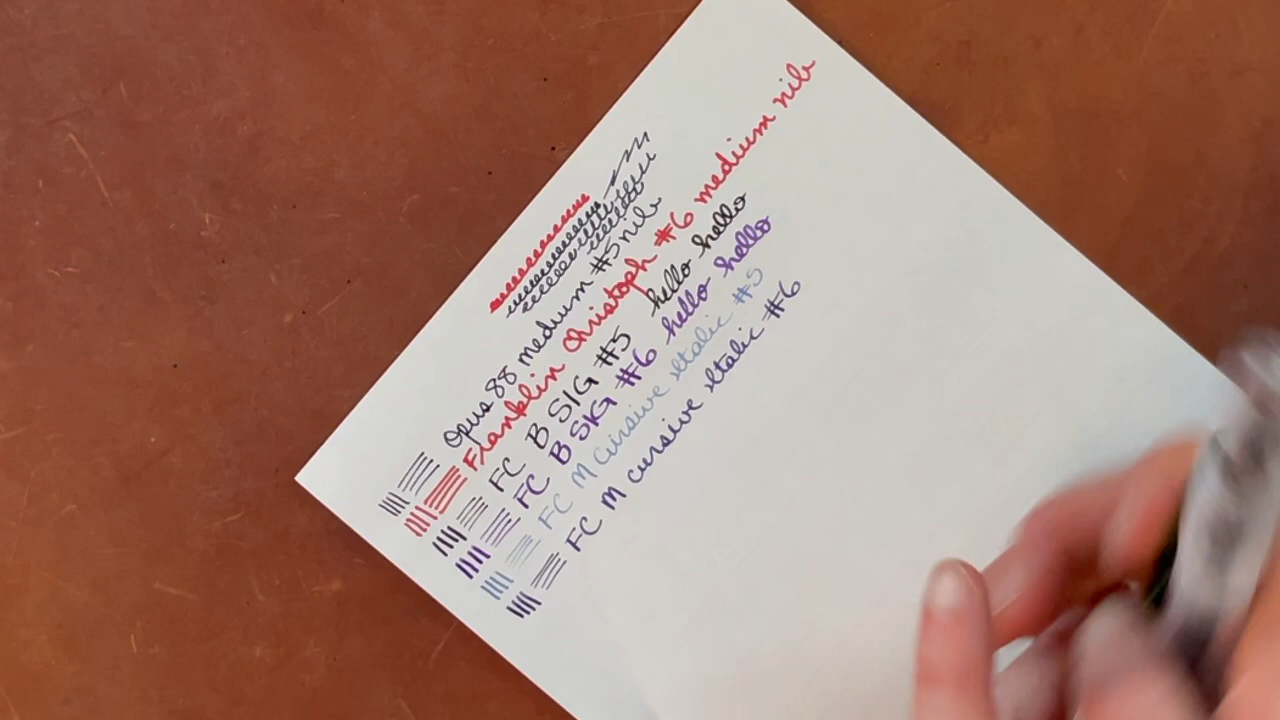 Opus 88 medium #5 nib
Franklin Christoph #6 medium nib
FC B SIG #5 hello hello
FC B SIG #6 hello hello
FC M cursive italic #5
FC M cursive italic #6